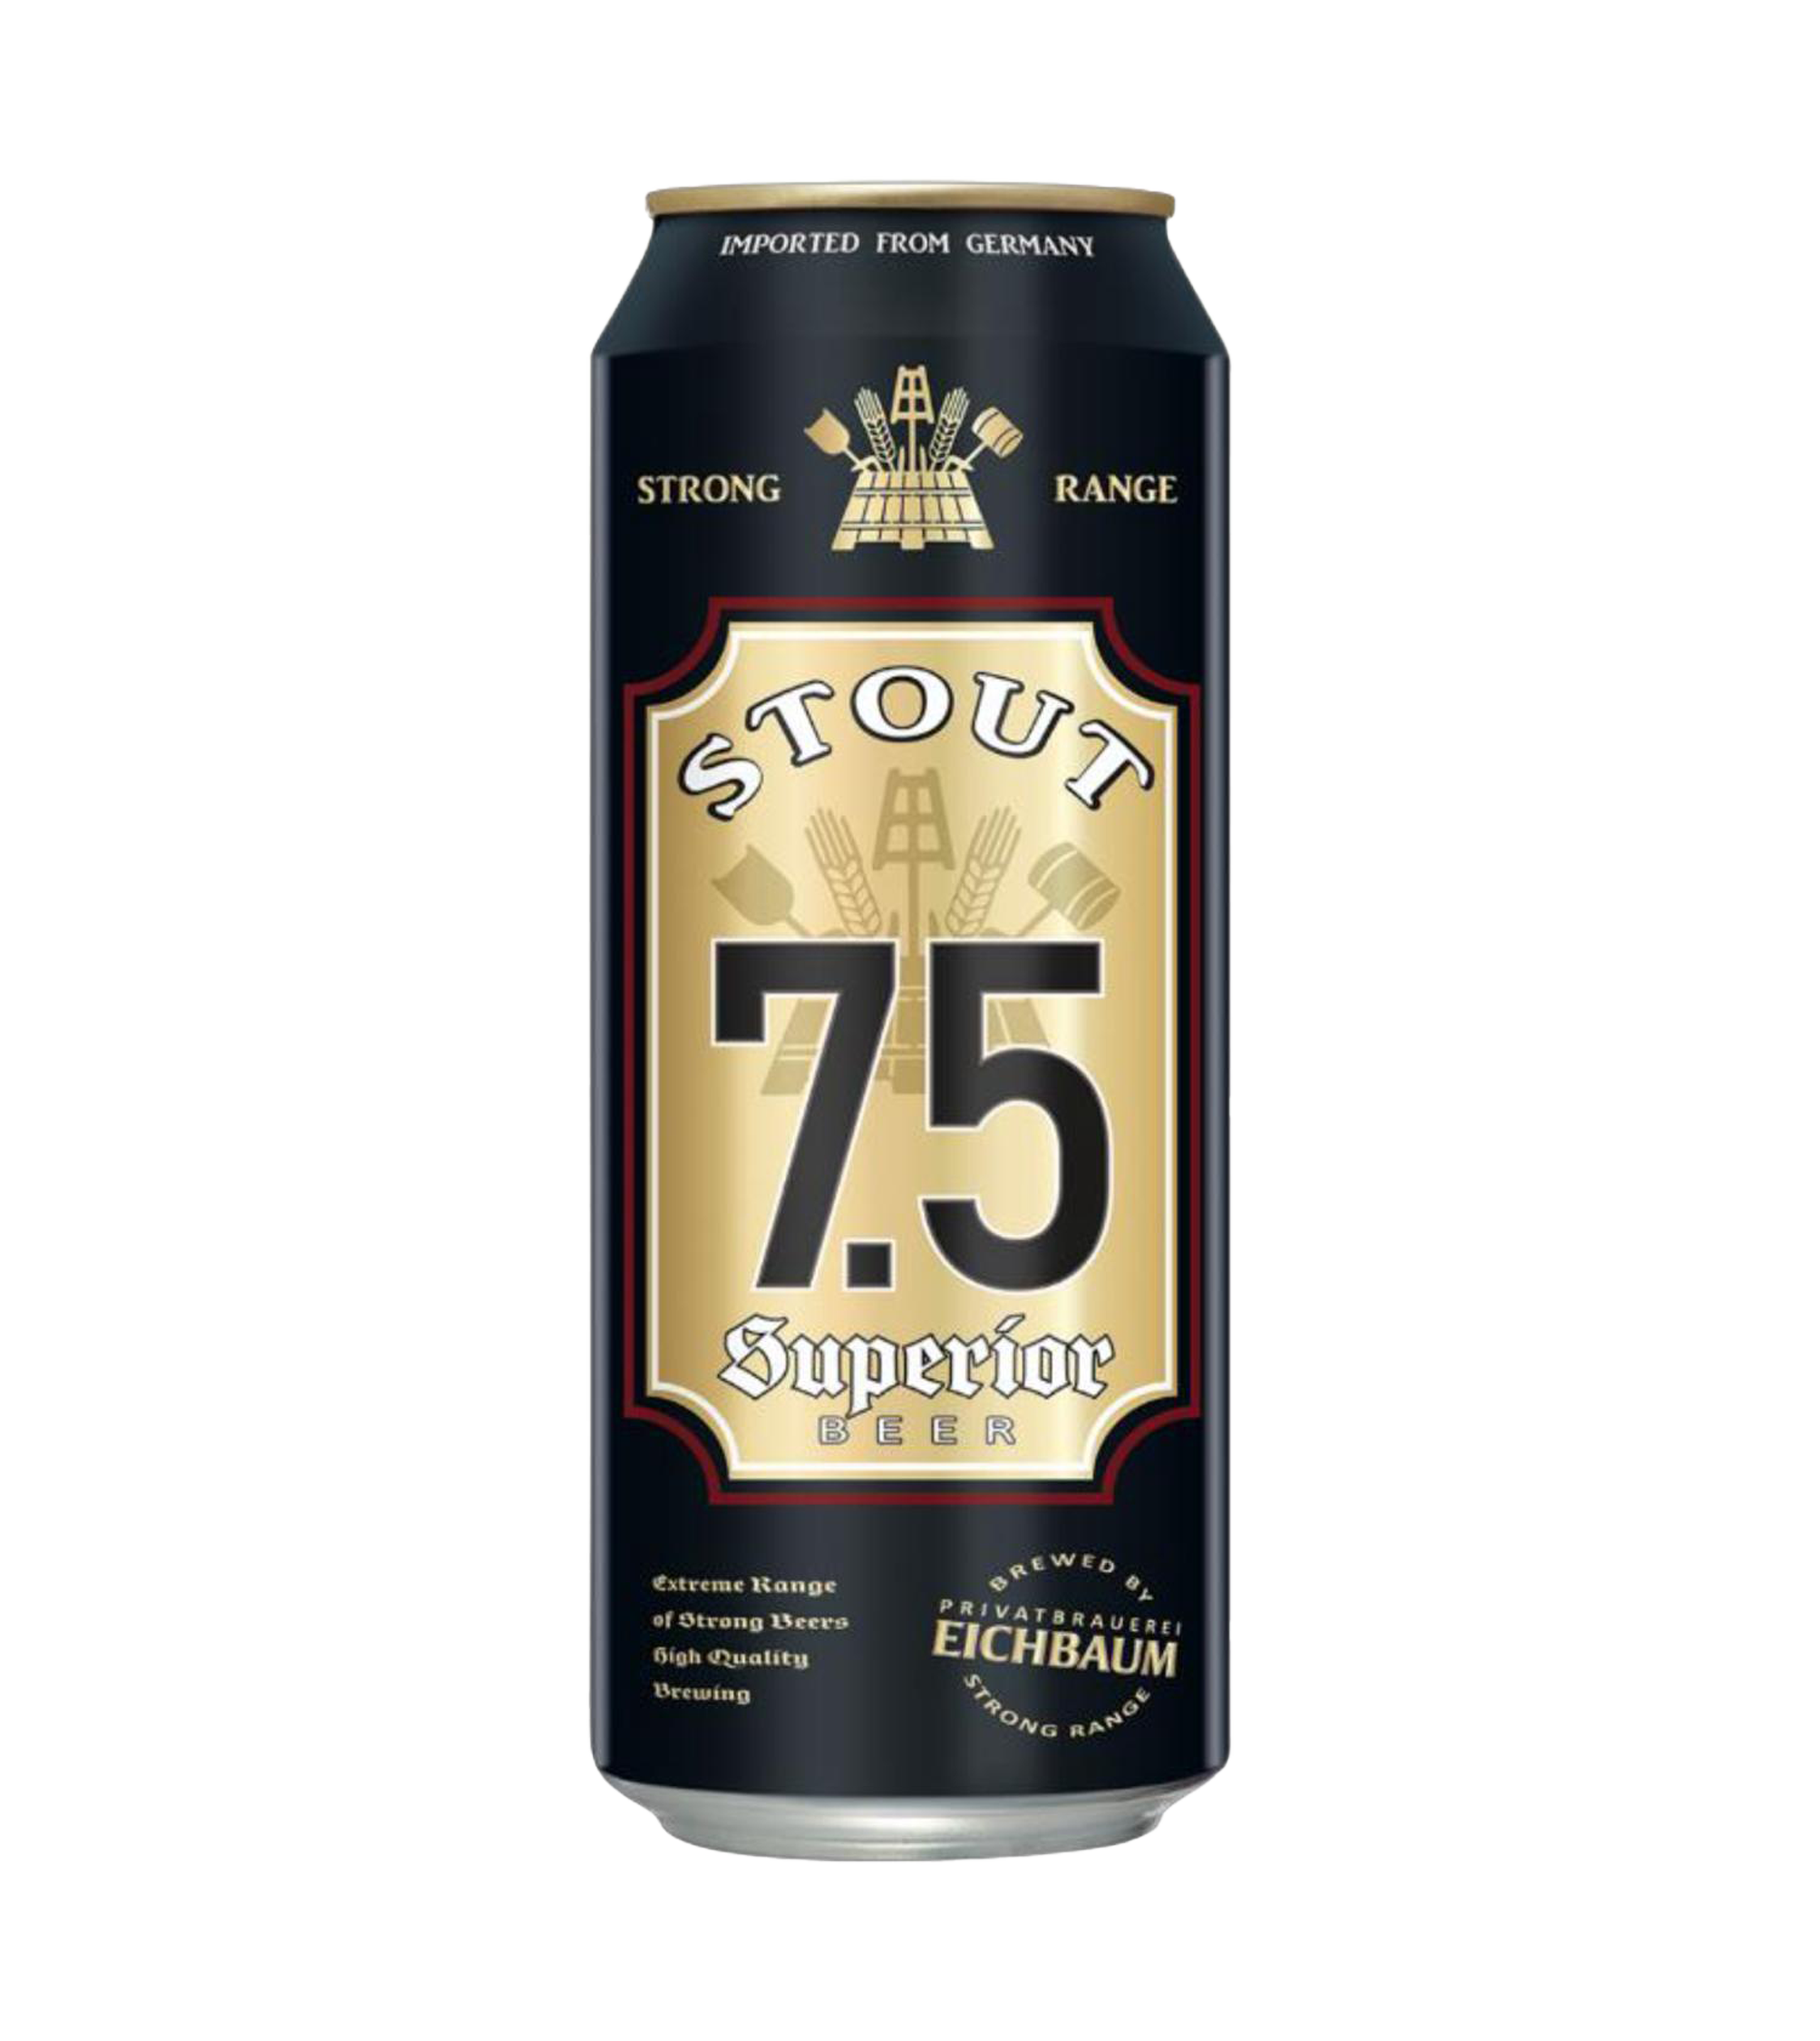 IMPORTED FROM GERMANY
STRONG RANGE
STOUT
7.5
Superior
BEER
Extreme Range
of Strong Beers
High Quality
Brewing
BREWED BY
PRIVATBRAUEREI
EICHBAUM
STRONG RANGE